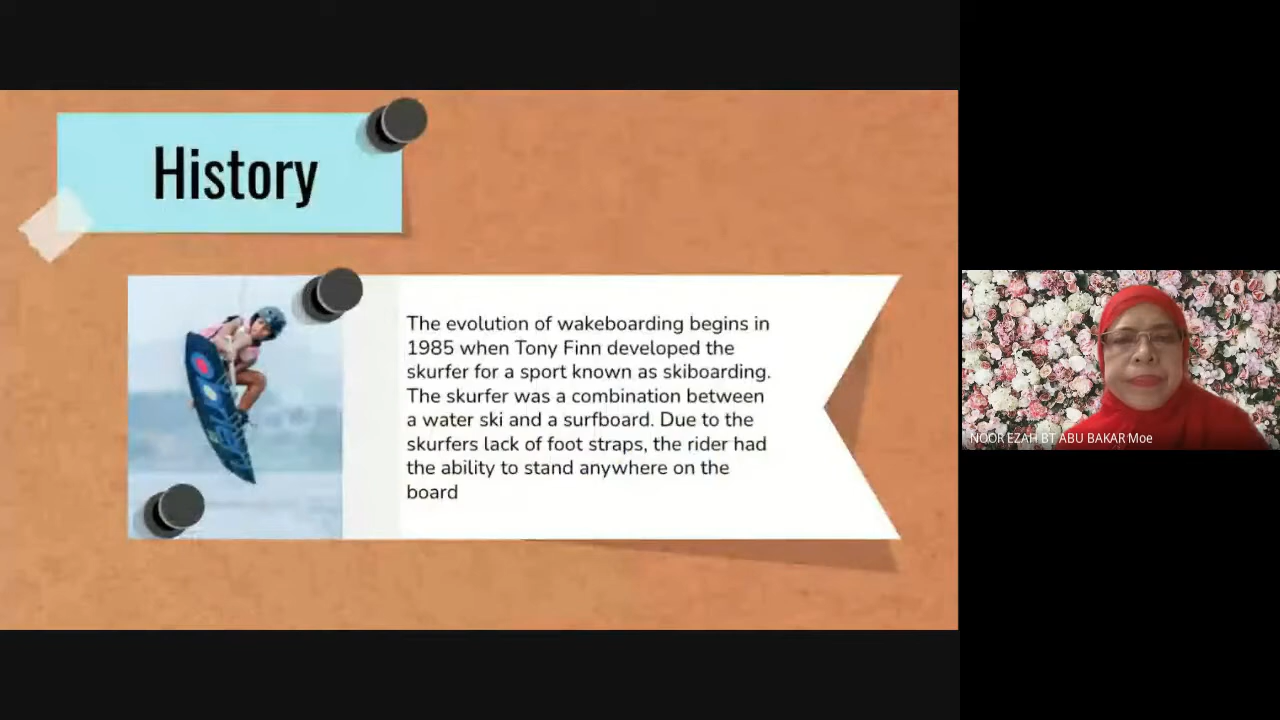 History
The evolution of wakeboarding begins in
1985 when Tony Finn developed the
skurfer for a sport known as skiboarding.
The skurfer was a combination between
a water ski and a surfboard. Due to the
skurfers lack of foot straps, the rider had
the ability to stand anywhere on the
board
NOOR EZAH BT ABU BAKAR Moe